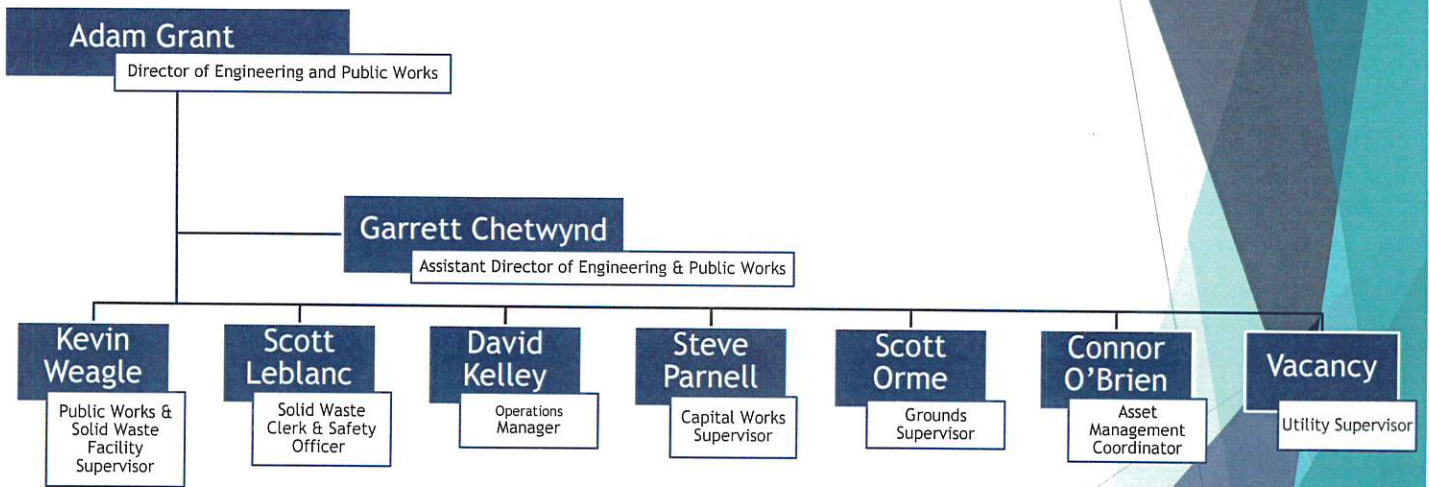 Adam Grant
Director of Engineering and Public Works
Garrett Chetwynd
Assistant Director of Engineering & Public Works
Kevin
Weagle
Public Works &
Solid Waste
Facility
Supervisor
Scott
Leblanc
Solid Waste
Clerk & Safety
Officer
David
Kelley
Operations
Manager
Steve
Parnell
Capital Works
Supervisor
Scott
Orme
Grounds
Supervisor
Connor
O'Brien
Asset
Management
Coordinator
Vacancy
Utility Supervisor